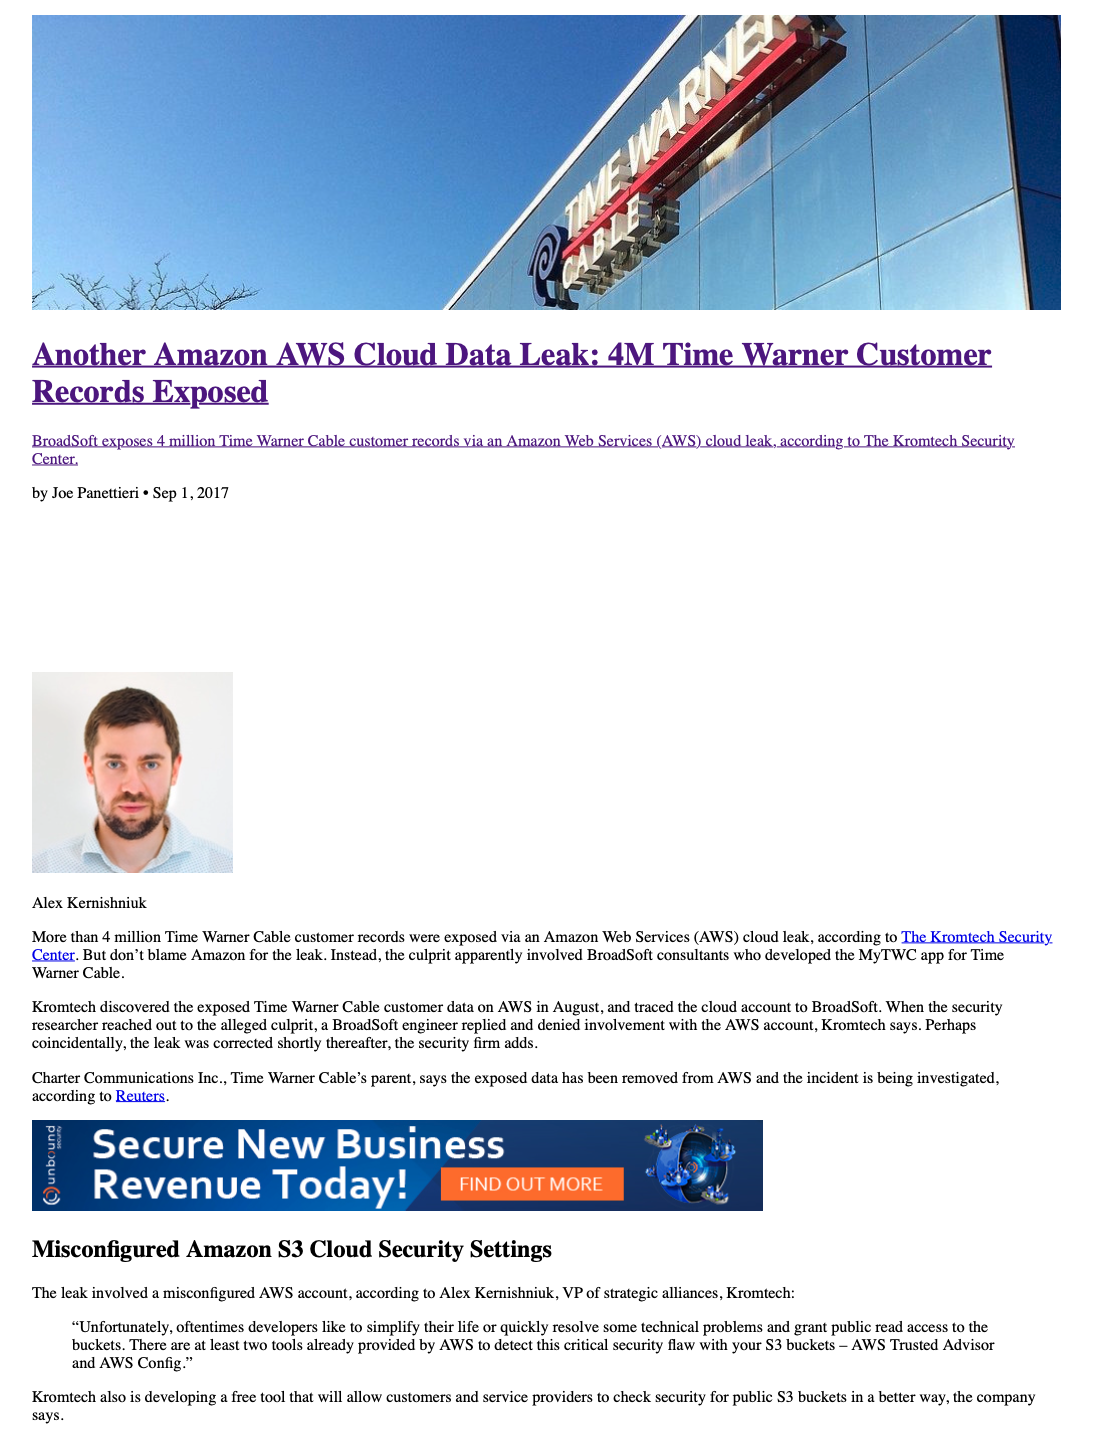 TIME WARNER
CABLE
Another Amazon AWS Cloud Data Leak: 4M Time Warner Customer
Records Exposed
BroadSoft exposes 4 million Time Warner Cable customer records via an Amazon Web Services (AWS) cloud leak, according to The Kromtech Security
Center.
by Joe Panettieri • Sep 1, 2017
Alex Kernishniuk
More than 4 million Time Warner Cable customer records were exposed via an Amazon Web Services (AWS) cloud leak, according to The Kromtech Security
Center. But don’t blame Amazon for the leak. Instead, the culprit apparently involved BroadSoft consultants who developed the MyTWC app for Time
Warner Cable.
Kromtech discovered the exposed Time Warner Cable customer data on AWS in August, and traced the cloud account to BroadSoft. When the security
researcher reached out to the alleged culprit, a BroadSoft engineer replied and denied involvement with the AWS account, Kromtech says. Perhaps
coincidentally, the leak was corrected shortly thereafter, the security firm adds.
Charter Communications Inc., Time Warner Cable’s parent, says the exposed data has been removed from AWS and the incident is being investigated,
according to Reuters.
unbound
security
Secure New Business
Revenue Today!
FIND OUT MORE
Misconfigured Amazon S3 Cloud Security Settings
The leak involved a misconfigured AWS account, according to Alex Kernishniuk, VP of strategic alliances, Kromtech:
“Unfortunately, oftentimes developers like to simplify their life or quickly resolve some technical problems and grant public read access to the
buckets. There are at least two tools already provided by AWS to detect this critical security flaw with your S3 buckets – AWS Trusted Advisor
and AWS Config.”
Kromtech also is developing a free tool that will allow customers and service providers to check security for public S3 buckets in a better way, the company
says.